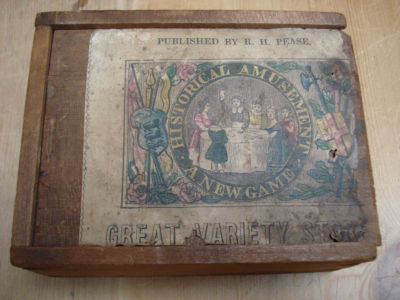 PUBLISHED BY R. H. PEASE.
HISTORICAL AMUSEMENT
A NEW GAME
GREAT VARIETY STORE